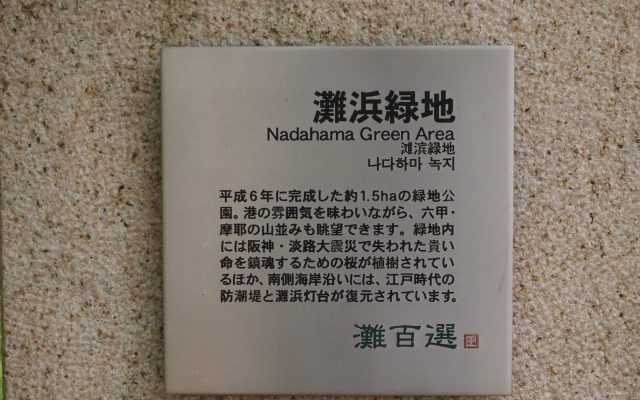 灘浜緑地
Nadahama Green Area
滩滨緑地
나다하마 녹지
平成6年に完成した約1.5haの緑地公
園。港の雰囲気を味わいながら、六甲・
摩耶の山並みも眺望できます。緑地内
には阪神・淡路大震災で失われた貴い
命を鎮魂するための桜が植樹されてい
るほか、南側海岸沿いには、江戸時代の
防潮堤と灘浜灯台が復元されています。
灘百選